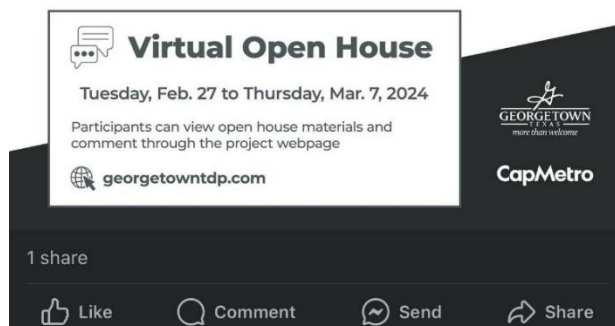 Virtual Open House
Tuesday, Feb. 27 to Thursday, Mar. 7, 2024
Participants can view open house materials and
comment through the project webpage
georgetowntdp.com
GEORGETOWN
TEXAS
more than welcome
CapMetro
1 share
Like
Comment
Send
Share